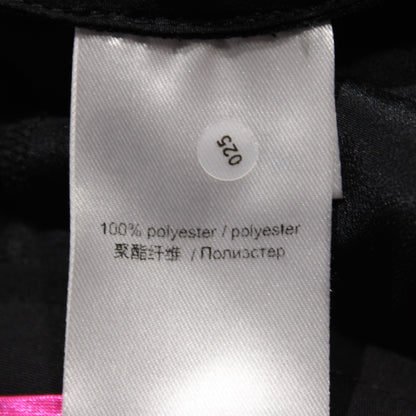 025
100% polyester / polyester
聚酯纤维 / Полиэстер